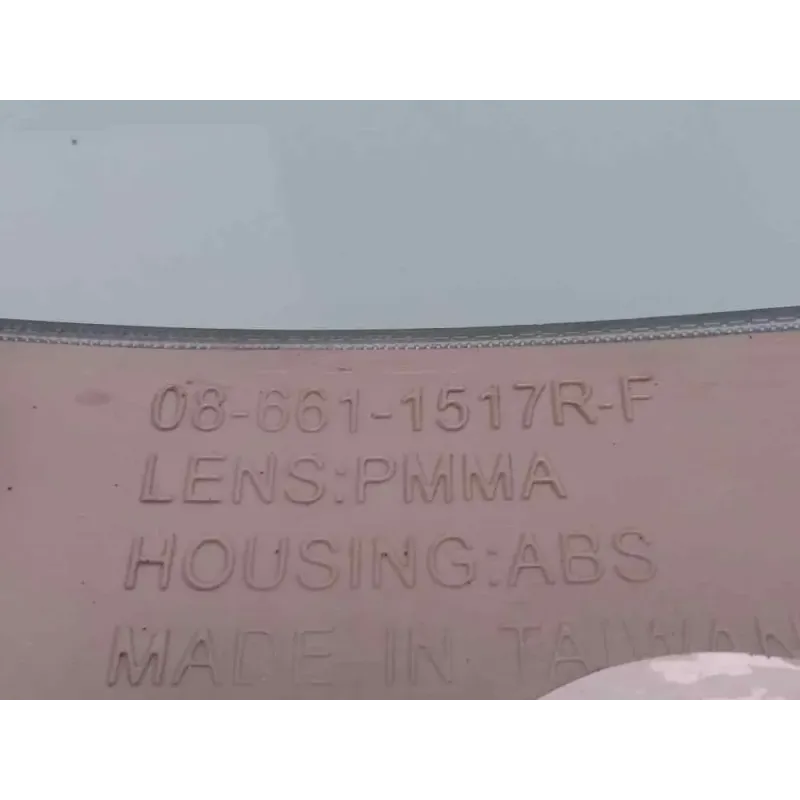 08-661-1517R-F
LENS:PMMA
HOUSING:ABS
MADE IN TAIWAN